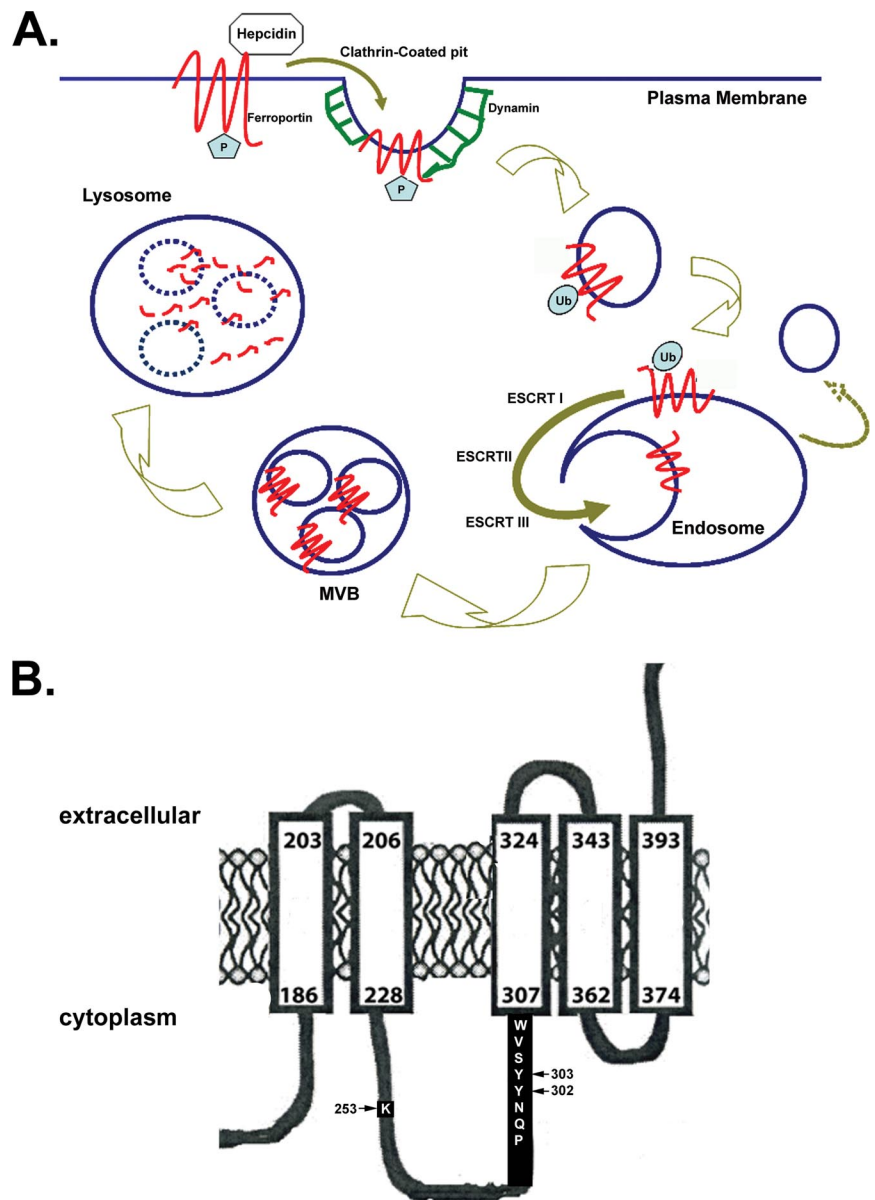 A.
Hepcidin
Clathrin-Coated pit
Plasma Membrane
Ferroportin
Dynamin
P
P
Lysosome
Ub
Ub
ESCRT I
ESCRTII
ESCRT III
Endosome
MVB
B.
extracellular
203 206 324 343 393
186 228 307 362 374
cytoplasm
W
V
S
Y 303
Y 302
N
253 K
Q
P